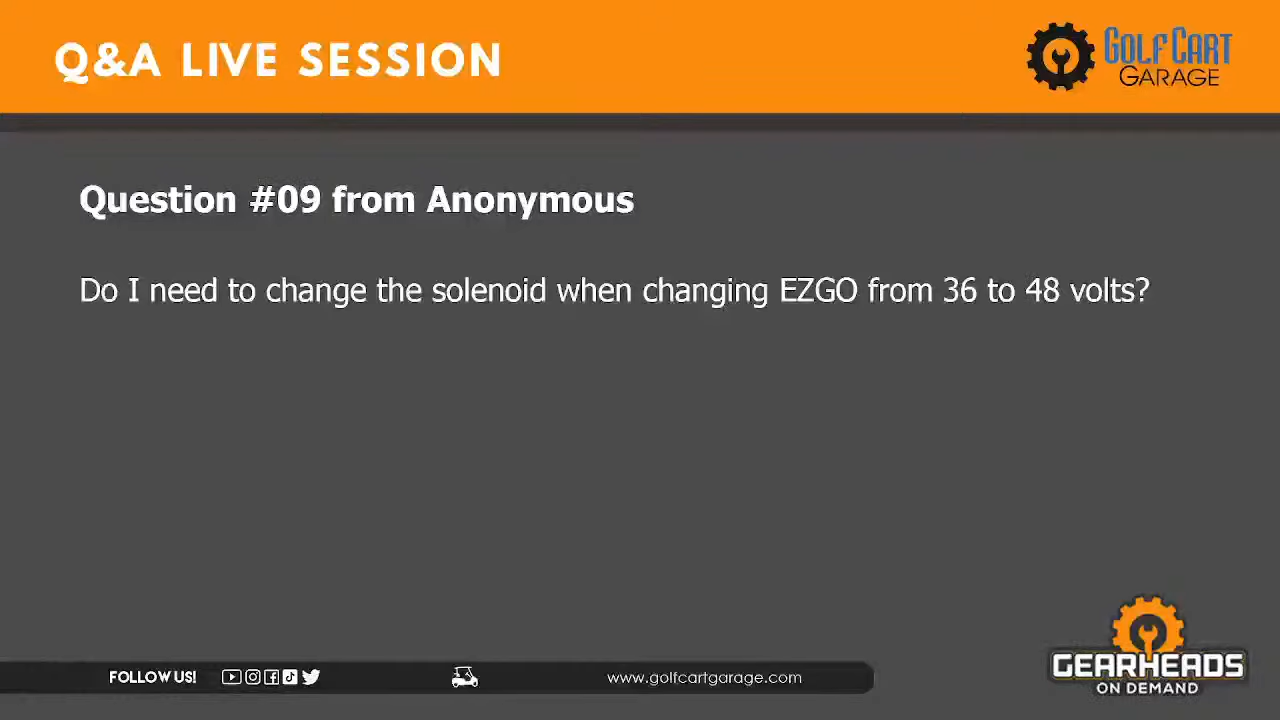 Q&A LIVE SESSION
GOLF CART
GARAGE
Question #09 from Anonymous
Do I need to change the solenoid when changing EZGO from 36 to 48 volts?
FOLLOW US!
www.golfcartgarage.com
GEARHEADS
ON DEMAND